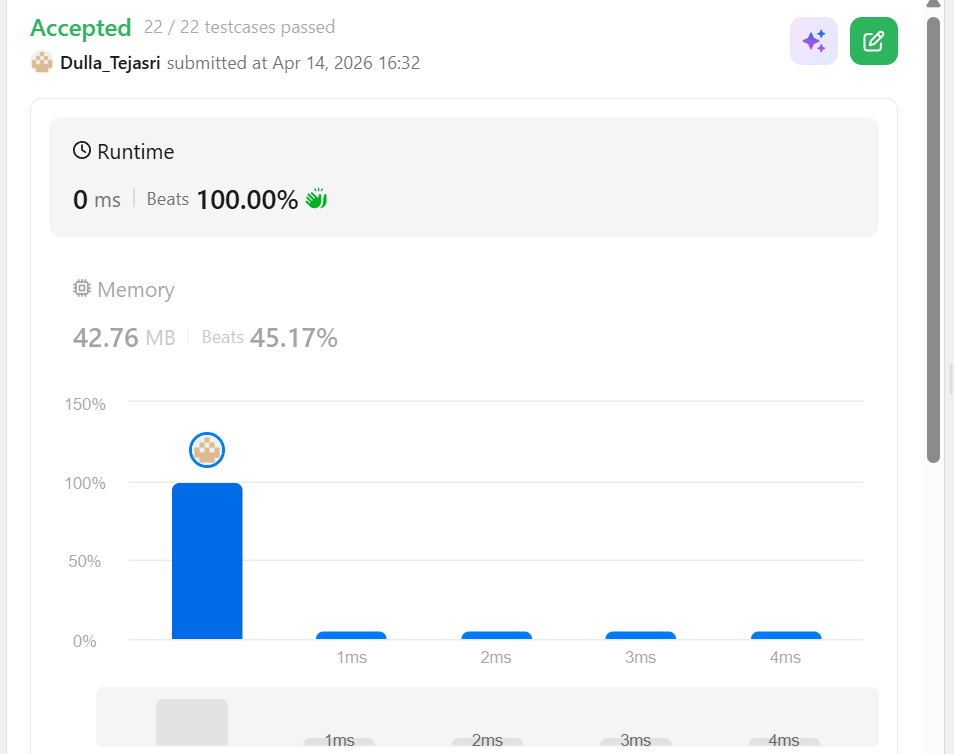 Accepted 22 / 22 testcases passed
Dulla_Tejasri submitted at Apr 14, 2026 16:32
Runtime
0 ms Beats 100.00%
Memory
42.76 MB Beats 45.17%
150%
100%
50%
0%
1ms 2ms 3ms 4ms
1ms 2ms 3ms 4ms